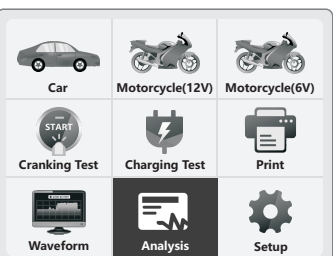 Car
Motorcycle(12V)
Motorcycle(6V)
START
Cranking Test
Charging Test
Print
Waveform
Analysis
Setup